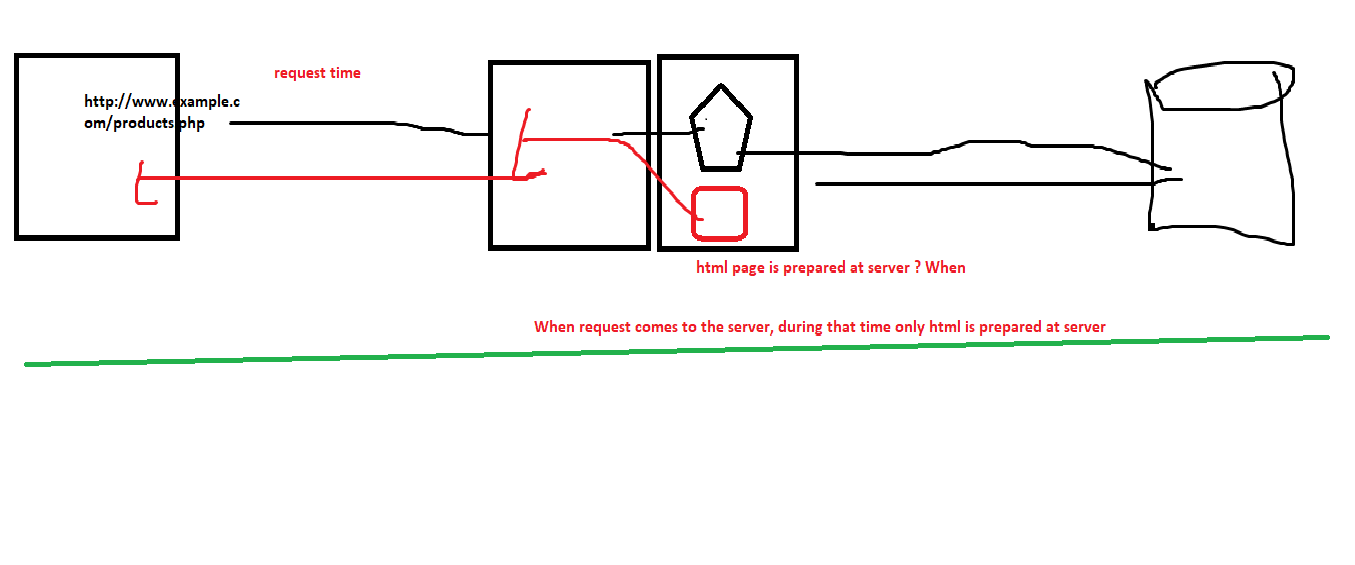 request time
http://www.example.c
om/products.php
html page is prepared at server ? When
When request comes to the server, during that time only html is prepared at server